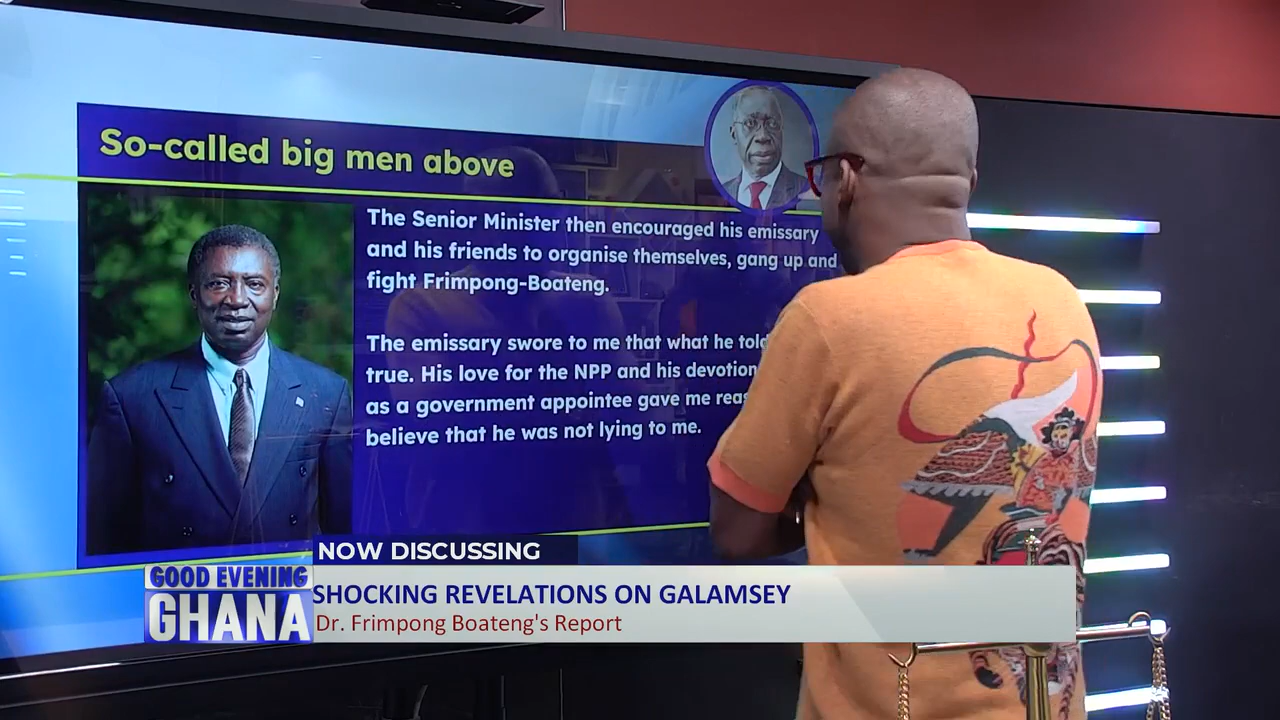 So-called big men above
The Senior Minister then encouraged his emissary
and his friends to organise themselves, gang up and
fight Frimpong-Boateng.
The emissary swore to me that what he told
true. His love for the NPP and his devotion
as a government appointee gave me
believe that he was not lying to me.
NOW DISCUSSING
GOOD EVENING
GHANA
SHOCKING REVELATIONS ON GALAMSEY
Dr. Frimpong Boateng's Report